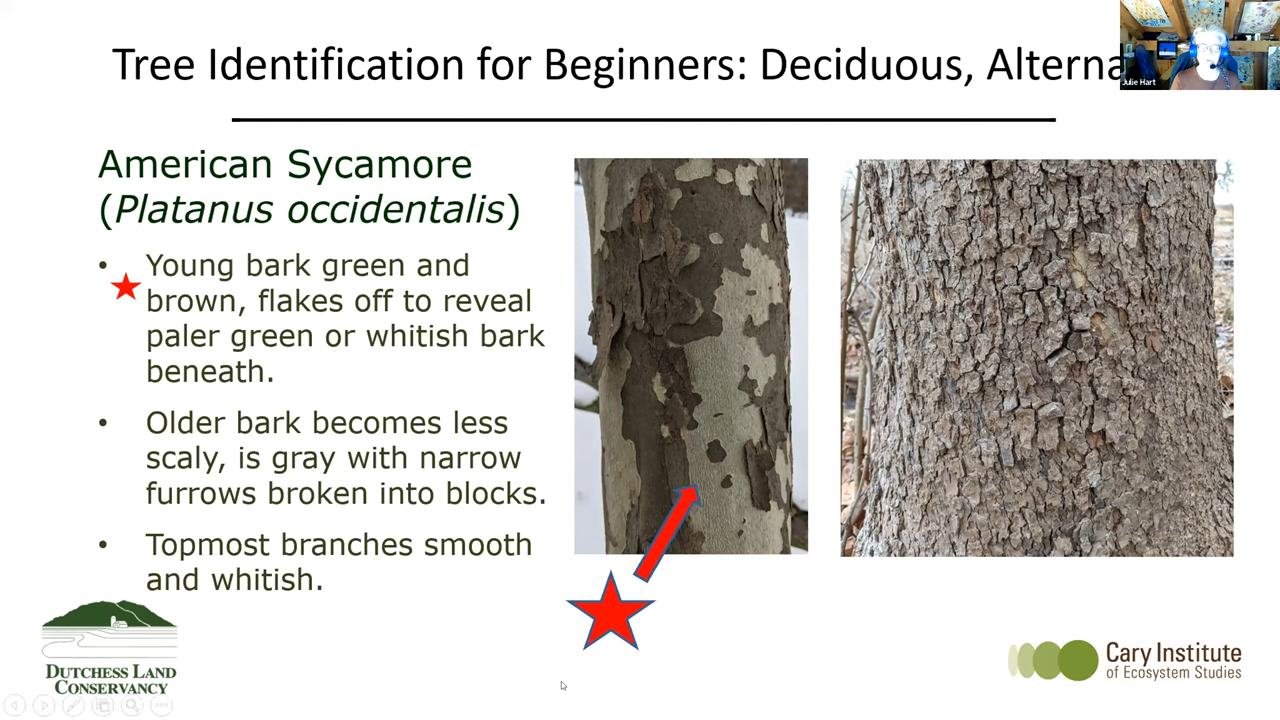 Tree Identification for Beginners: Deciduous, Alterna
Julie Hart
American Sycamore
(Platanus occidentalis)
• Young bark green and
brown, flakes off to reveal
paler green or whitish bark
beneath.
• Older bark becomes less
scaly, is gray with narrow
furrows broken into blocks.
• Topmost branches smooth
and whitish.
DUTCHESS LAND
CONSERVANCY
Cary Institute
of Ecosystem Studies